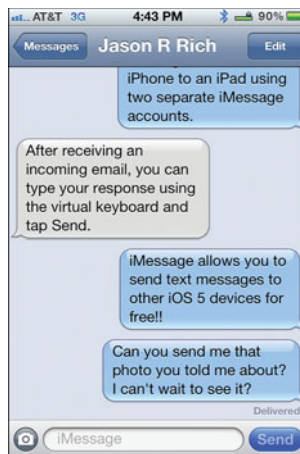 AT&T 3G 4:43 PM 90%
Messages Jason R Rich Edit
iPhone to an iPad using
two separate iMessage
accounts.
After receiving an
incoming email, you can
type your response using
the virtual keyboard and
tap Send.
iMessage allows you to
send text messages to
other iOS 5 devices for
free!!
Can you send me that
photo you told me about?
I can't wait to see it?
Delivered
iMessage Send